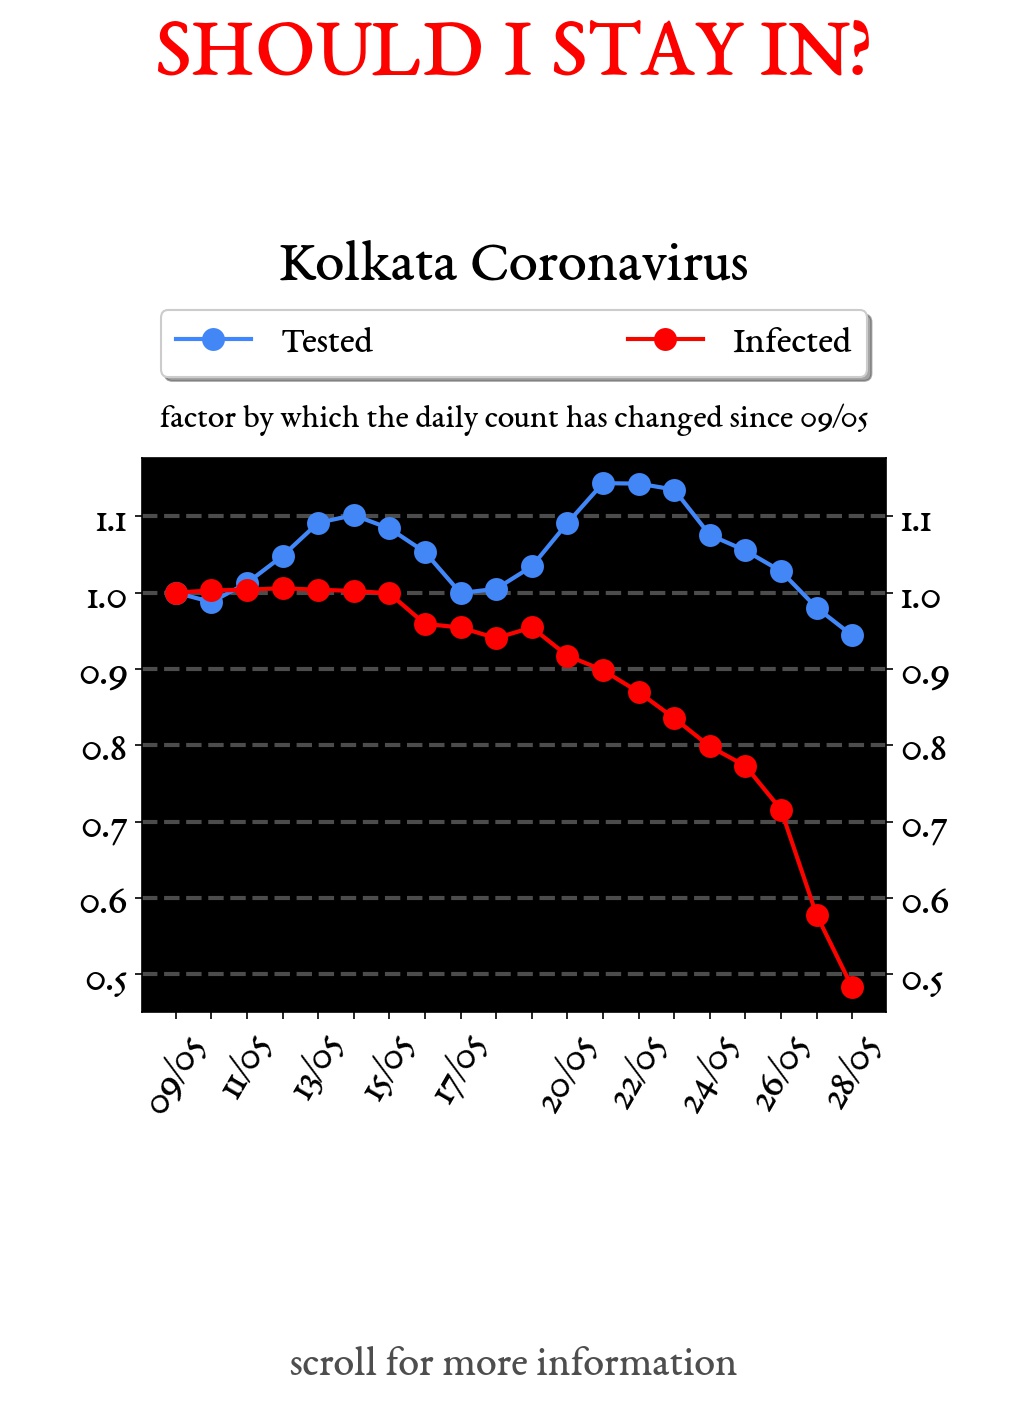 SHOULD I STAY IN?
Kolkata Coronavirus
Tested Infected
factor by which the daily count has changed since 09/05
1.1 1.1
1.0 1.0
0.9 0.9
0.8 0.8
0.7 0.7
0.6 0.6
0.5 0.5
09/05 11/05 13/05 15/05 17/05 20/05 22/05 24/05 26/05 28/05
scroll for more information